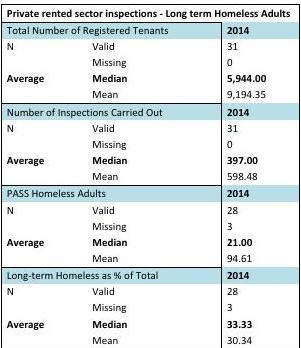 Private rented sector inspections - Long term Homeless Adults
Total Number of Registered Tenants 2014
N Valid 31
Missing 0
Average Median 5,944.00
Mean 9,194.35
Number of Inspections Carried Out 2014
N Valid 31
Missing 0
Average Median 397.00
Mean 598.48
PASS Homeless Adults 2014
N Valid 28
Missing 3
Average Median 21.00
Mean 94.61
Long-term Homeless as % of Total 2014
N Valid 28
Missing 3
Average Median 33.33
Mean 30.34